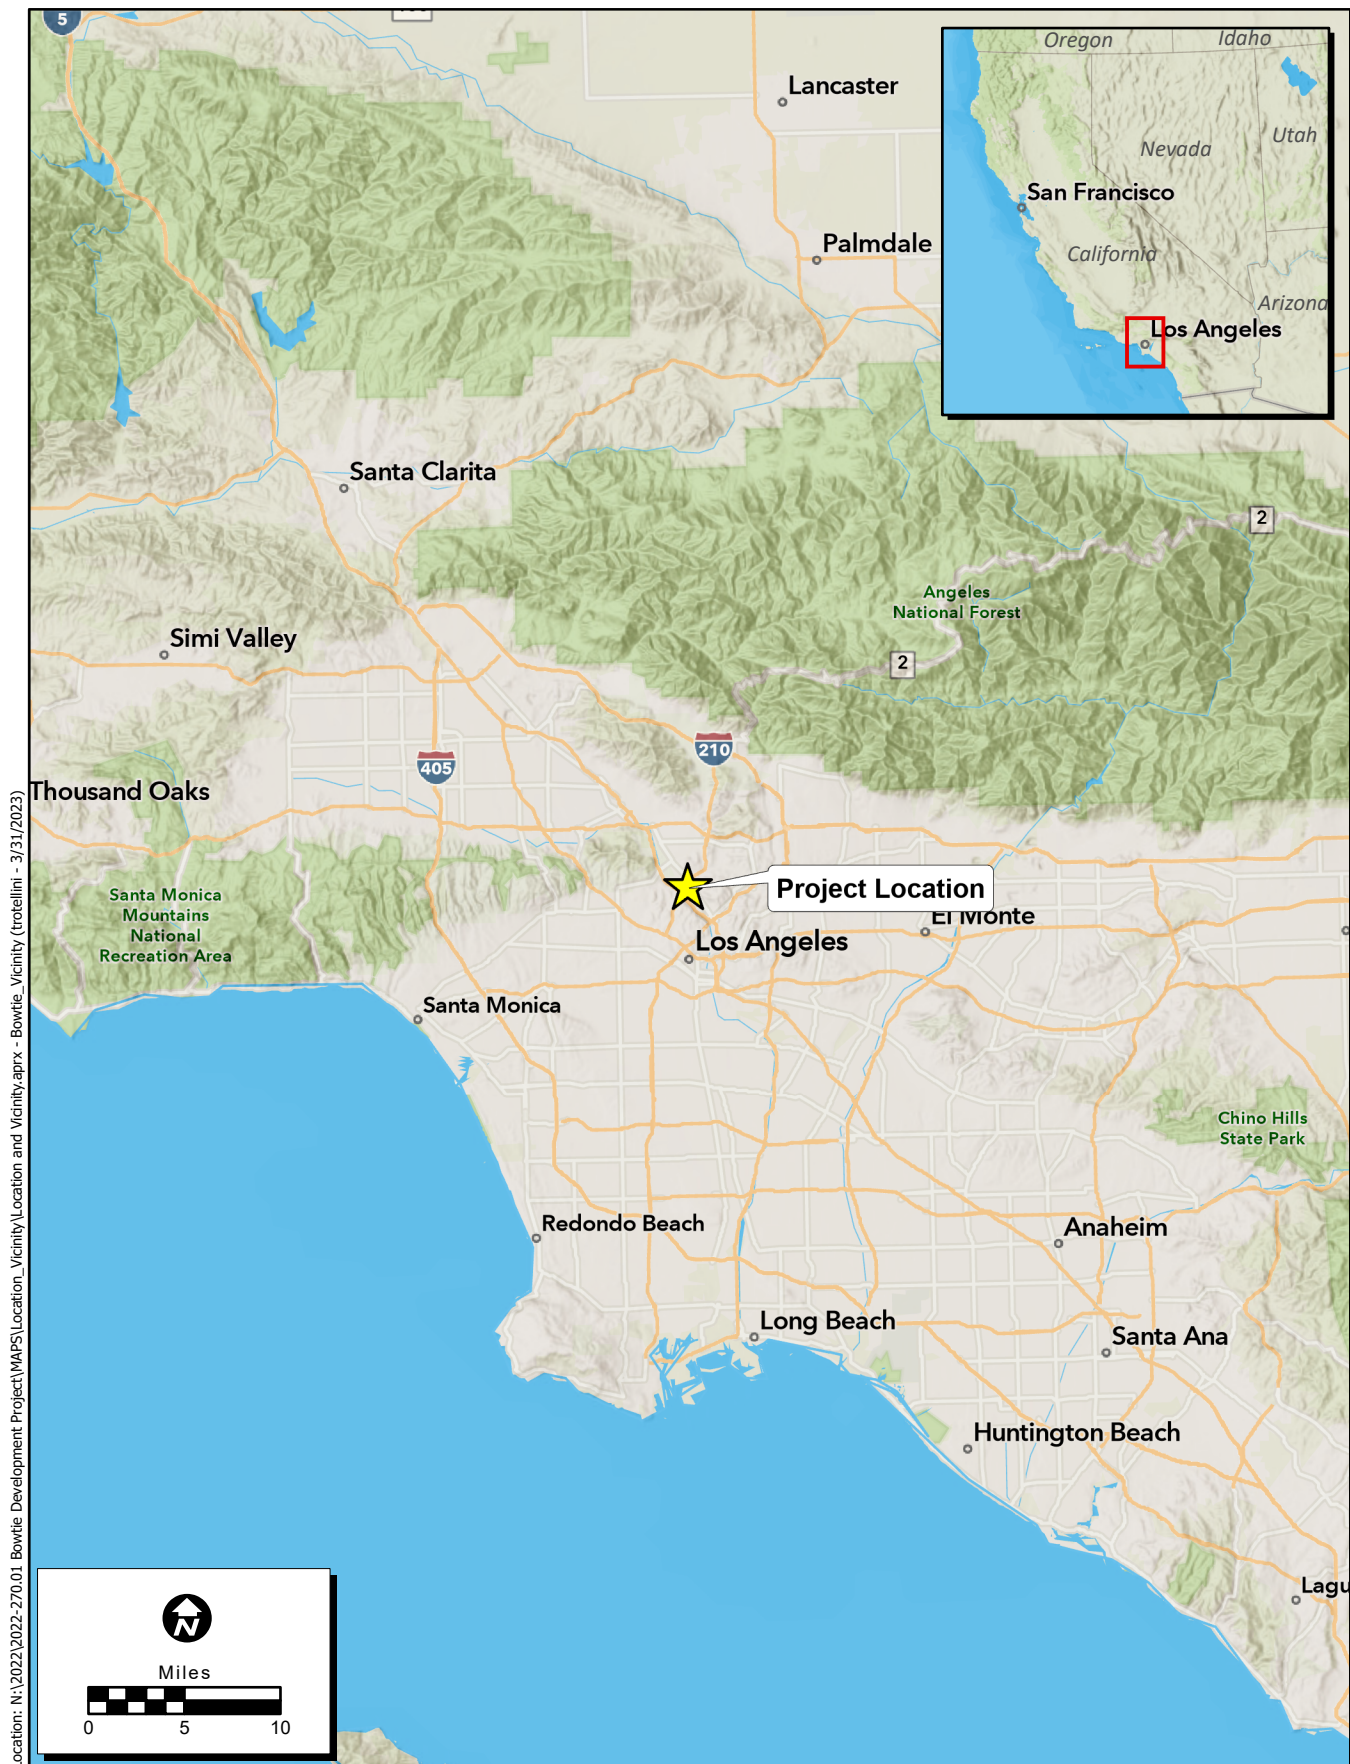 5
Lancaster
Palmdale
Oregon
Idaho
Utah
Nevada
San Francisco
California
Arizona
Los Angeles
Santa Clarita
2
Angeles
National Forest
2
Simi Valley
210
405
Thousand Oaks
Project Location
Santa Monica
Mountains
National
Recreation Area
El Monte
Los Angeles
Santa Monica
Chino Hills
State Park
Redondo Beach
Anaheim
Long Beach
Santa Ana
Huntington Beach
Lagu
N
Miles
0 5 10
ocation: N:\2022\2022-270.01 Bowtie Development Project\MAPS\Location_Vicinity\Location and Vicinity.aprx - Bowtie_Vicinity (trotellini - 3/31/2023)